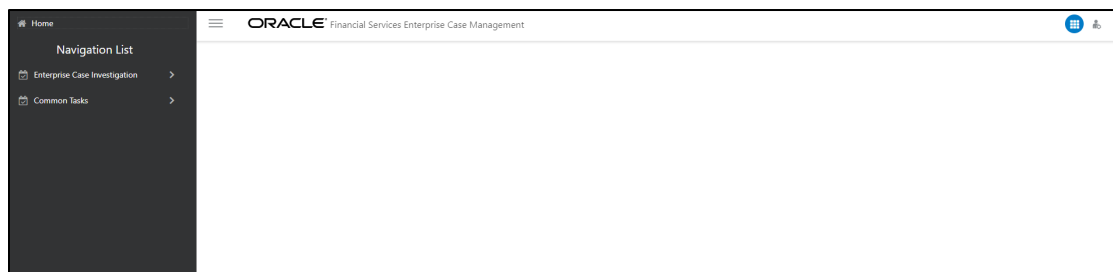 Home
ORACLE® Financial Services Enterprise Case Management
Navigation List
Enterprise Case Investigation
Common Tasks